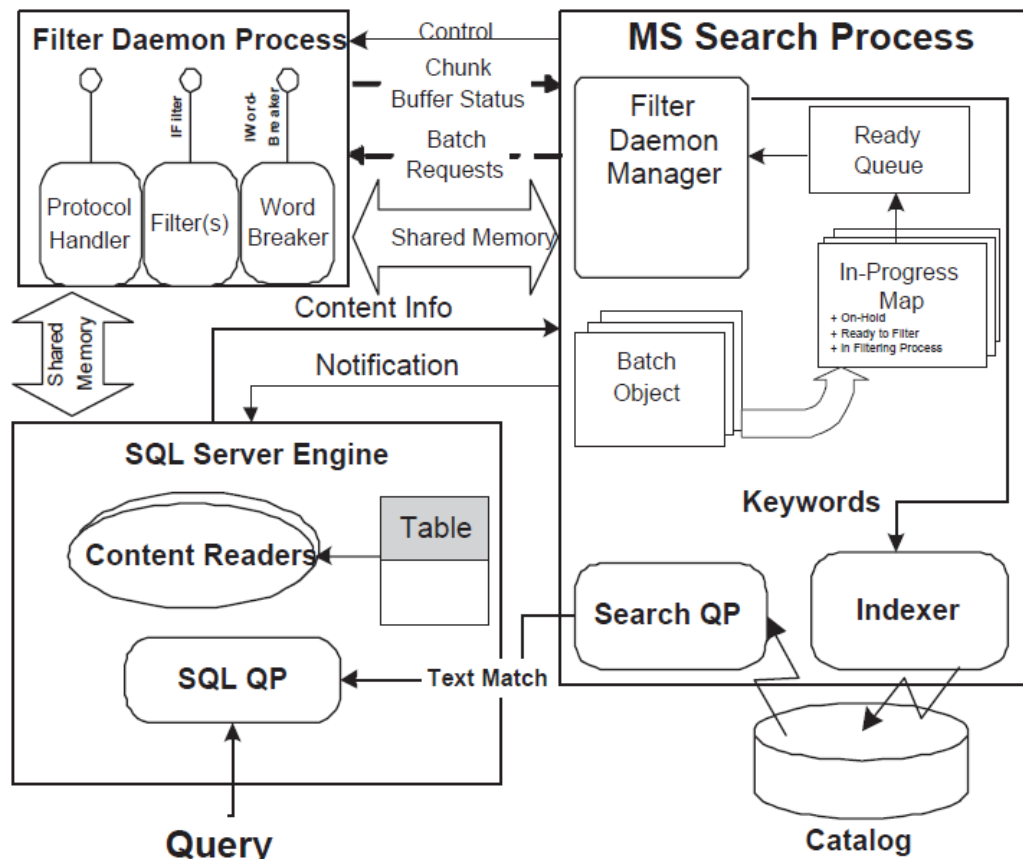 Filter Daemon Process
IFilter
IWord-
Breaker
Protocol
Handler
Filter(s)
Word
Breaker
Control
Chunk
Buffer Status
Batch
Requests
Shared Memory
MS Search Process
Filter
Daemon
Manager
Ready
Queue
In-Progress
Map
+ On-Hold
+ Ready to Filter
+ In Filtering Process
Batch
Object
Shared
Memory
Content Info
Notification
SQL Server Engine
Content Readers
Table
SQL QP
Text Match
Keywords
Search QP
Indexer
Query
Catalog